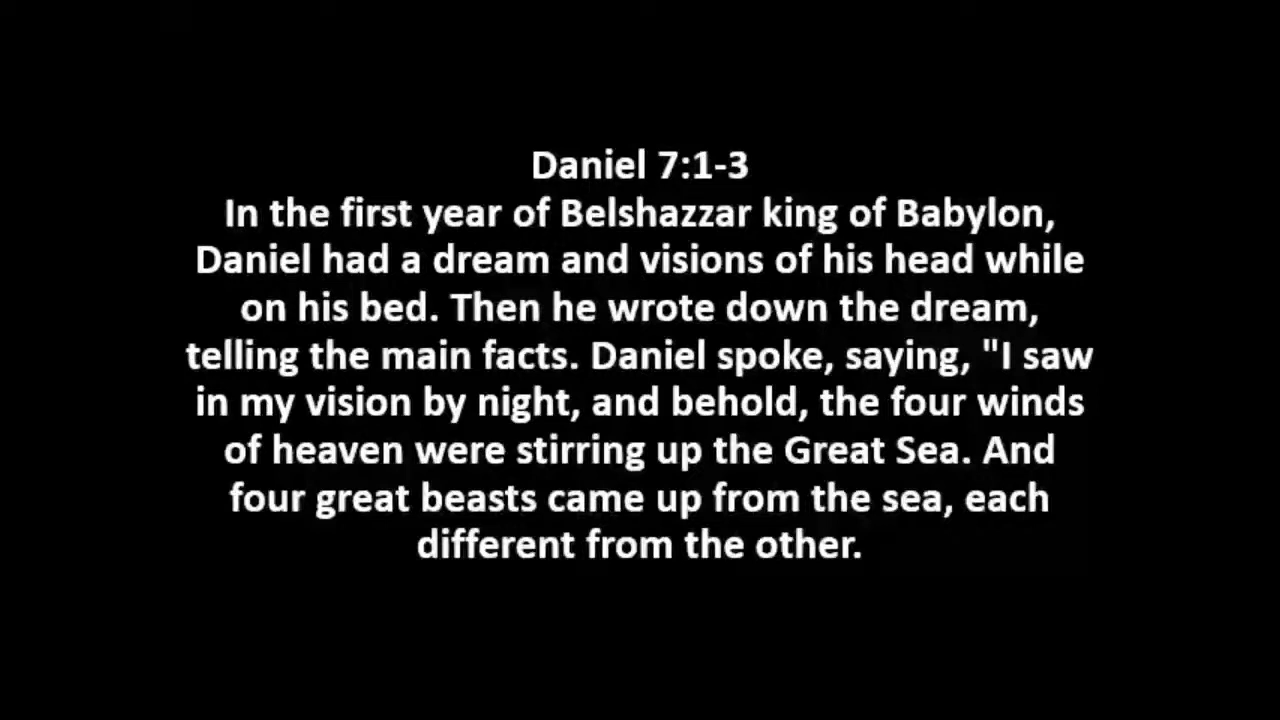 Daniel 7:1-3
In the first year of Belshazzar king of Babylon,
Daniel had a dream and visions of his head while
on his bed. Then he wrote down the dream,
telling the main facts. Daniel spoke, saying, "I saw
in my vision by night, and behold, the four winds
of heaven were stirring up the Great Sea. And
four great beasts came up from the sea, each
different from the other.